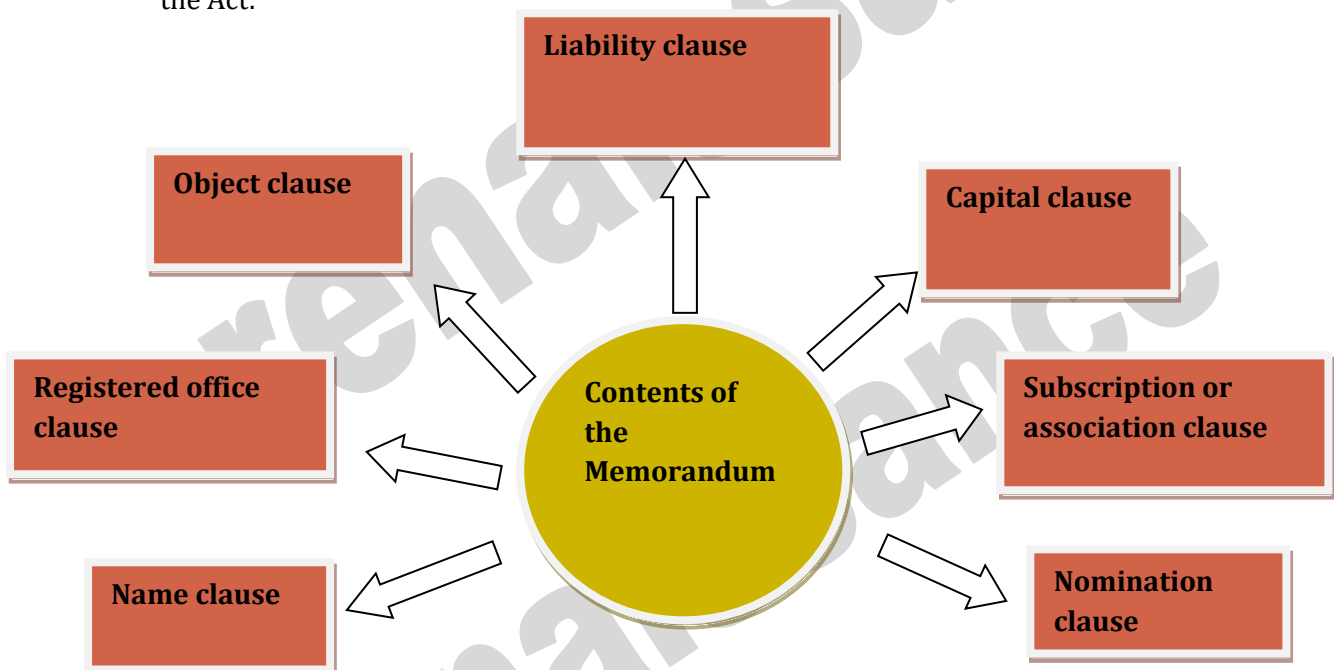 the Act.
Liability clause
Object clause
Capital clause
Registered office
clause
Contents of
the
Memorandum
Subscription or
association clause
Name clause
Nomination
clause
renaissance